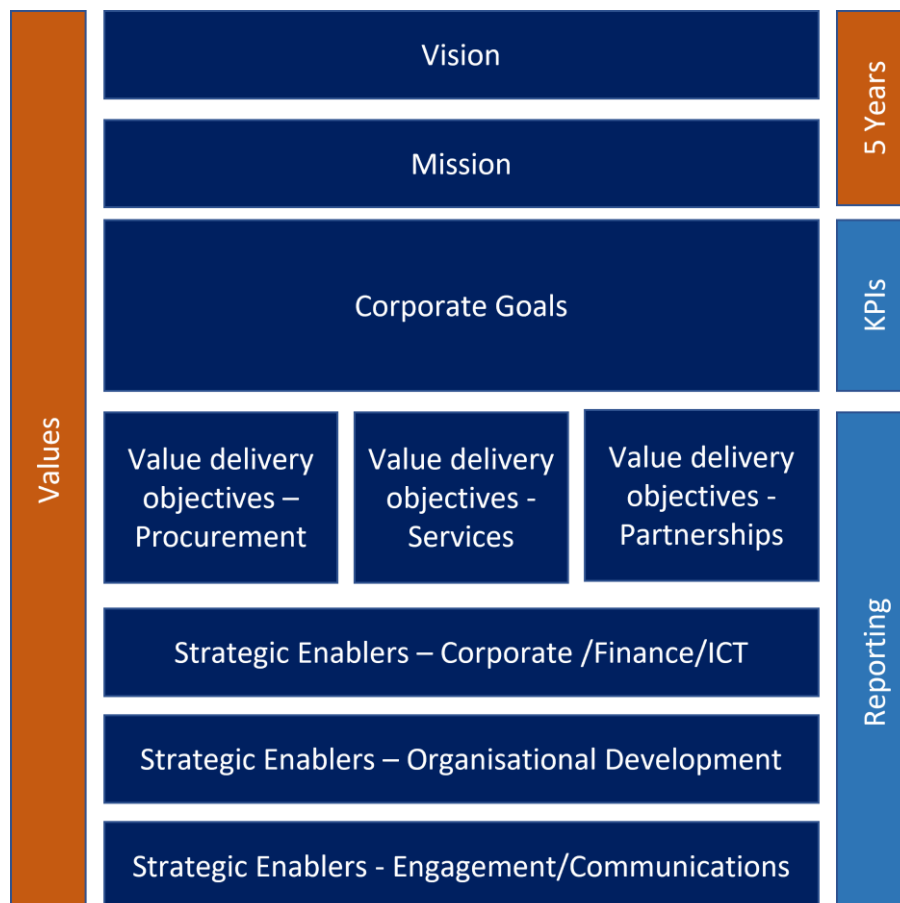 Values
Vision
5 Years
Mission
Corporate Goals
KPIs
Value delivery
objectives –
Procurement
Value delivery
objectives -
Services
Value delivery
objectives -
Partnerships
Reporting
Strategic Enablers – Corporate /Finance/ICT
Strategic Enablers – Organisational Development
Strategic Enablers - Engagement/Communications